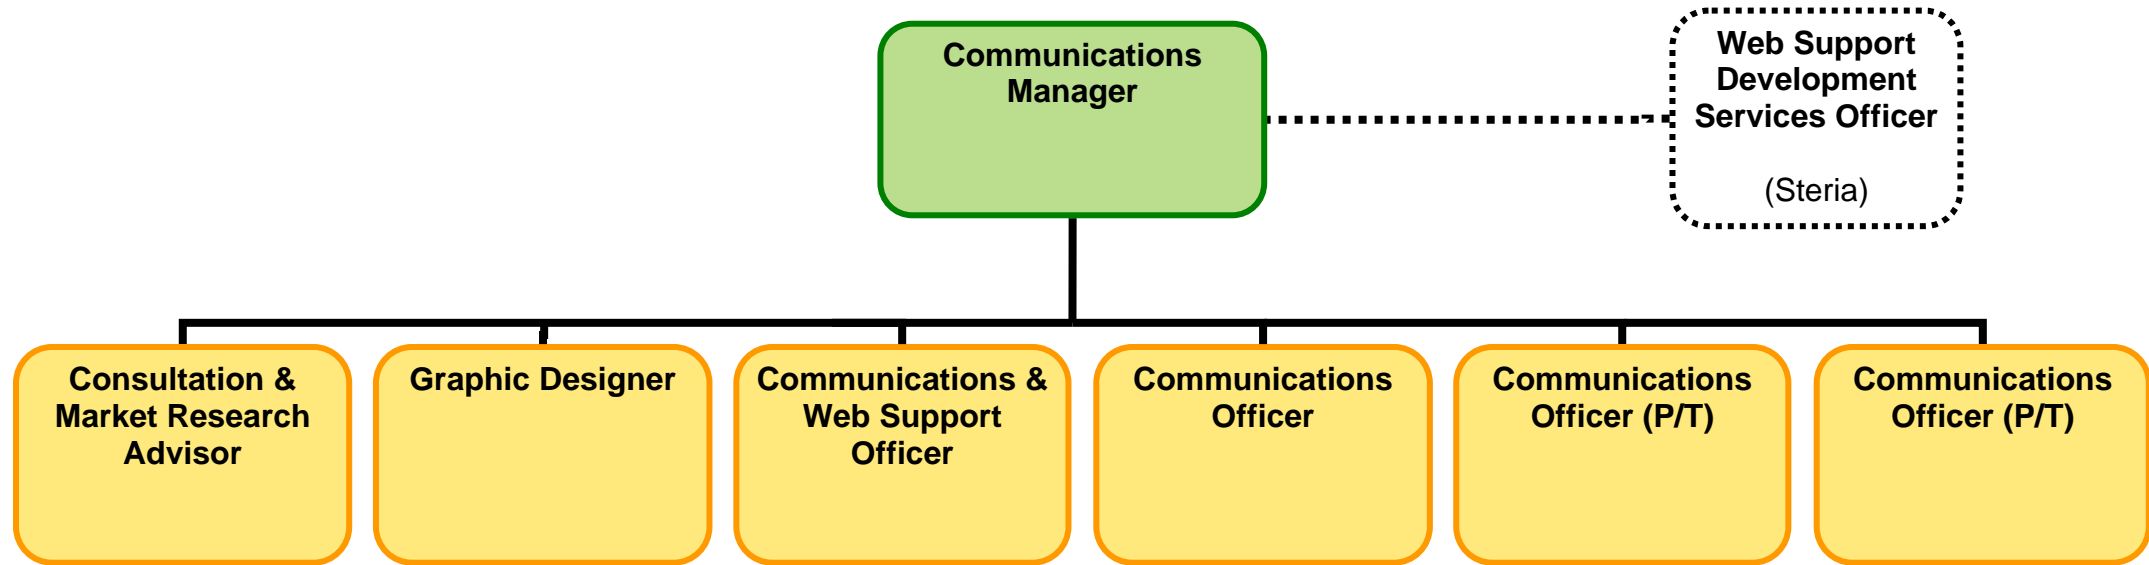 Communications
Manager
Web Support
Development
Services Officer
(Steria)
Consultation &
Market Research
Advisor
Graphic Designer
Communications &
Web Support
Officer
Communications
Officer
Communications
Officer (P/T)
Communications
Officer (P/T)